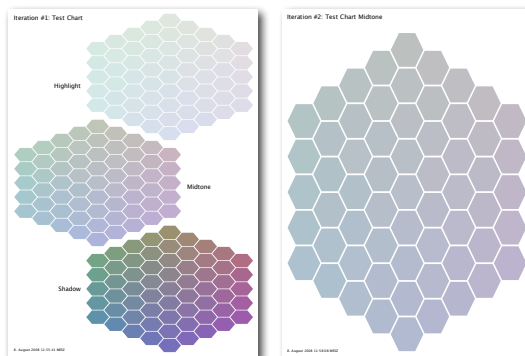 Iteration #1: Test Chart
Highlight
Midtone
Shadow
Iteration #2: Test Chart Midtone